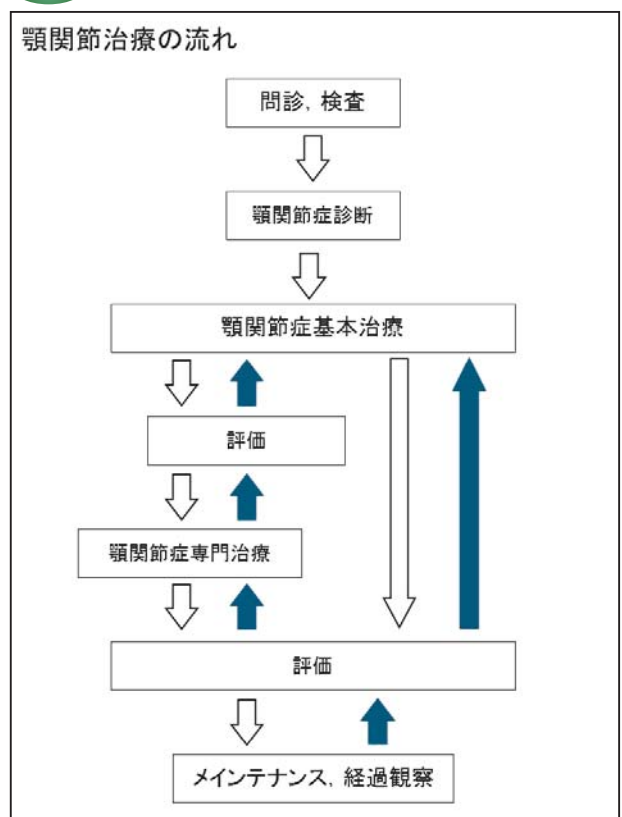 顎関節治療の流れ
問診, 検査
顎関節症診断
顎関節症基本治療
評価
顎関節症専門治療
評価
メインテナンス, 経過観察